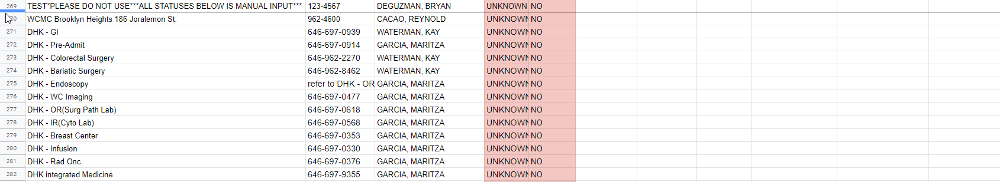 269 TEST*PLEASE DO NOT USE***ALL STATUSES BELOW IS MANUAL INPUT*** 123-4567 DEGUZMAN, BRYAN UNKNOWN NO
270 WCMC Brooklyn Heights 186 Joralemon St. 962-4600 CACAO, REYNOLD UNKNOWN NO
271 DHK - GI 646-697-0939 WATERMAN, KAY UNKNOWN NO
272 DHK - Pre-Admit 646-697-0914 GARCIA, MARITZA UNKNOWN NO
273 DHK - Colorectal Surgery 646-962-2270 WATERMAN, KAY UNKNOWN NO
274 DHK - Bariatic Surgery 646-962-8462 WATERMAN, KAY UNKNOWN NO
275 DHK - Endoscopy refer to DHK - OR GARCIA, MARITZA UNKNOWN NO
276 DHK - WC Imaging 646-697-0477 GARCIA, MARITZA UNKNOWN NO
277 DHK - OR(Surg Path Lab) 646-697-0618 GARCIA, MARITZA UNKNOWN NO
278 DHK - IR(Cyto Lab) 646-697-0568 GARCIA, MARITZA UNKNOWN NO
279 DHK - Breast Center 646-697-0353 GARCIA, MARITZA UNKNOWN NO
280 DHK - Infusion 646-697-0330 GARCIA, MARITZA UNKNOWN NO
281 DHK - Rad Onc 646-697-0376 GARCIA, MARITZA UNKNOWN NO
282 DHK integrated Medicine 646-697-9355 GARCIA, MARITZA UNKNOWN NO